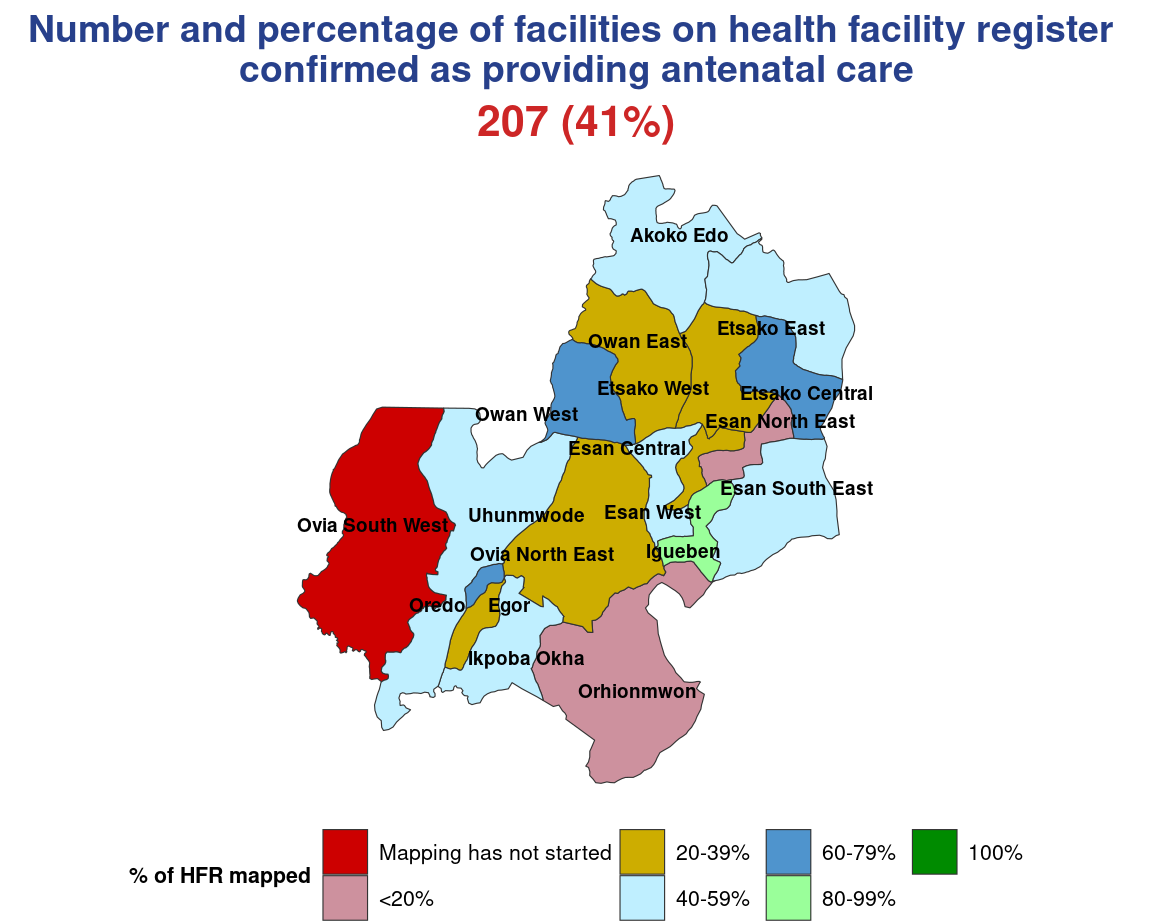 Number and percentage of facilities on health facility register
confirmed as providing antenatal care
207 (41%)
Akoko Edo
Etsako East
Owan East
Etsako West
Etsako Central
Owan West
Esan North East
Esan Central
Esan South East
Esan West
Uhunmwode
Ovia South West
Igueben
Ovia North East
Oredo
Egor
Ikpoba Okha
Orhionmwon
% of HFR mapped
Mapping has not started
<20%
20-39%
40-59%
60-79%
80-99%
100%